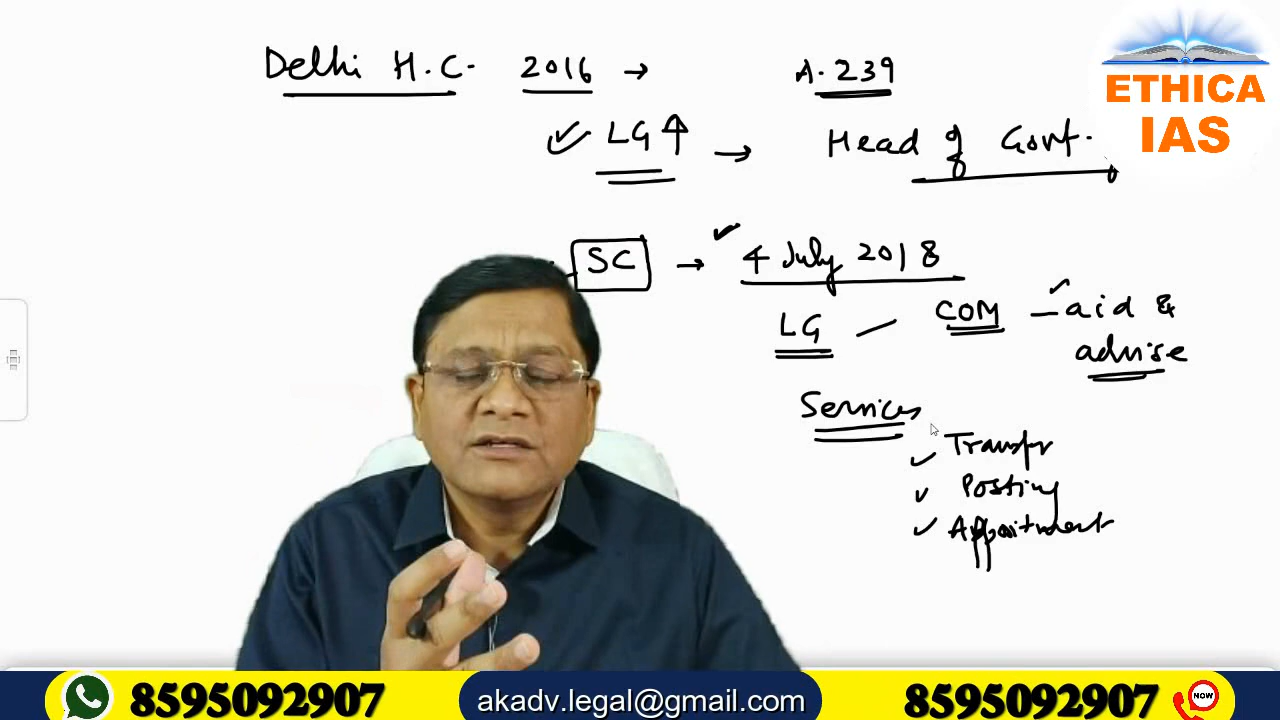 Delhi H.C. 2016 → A. 239
✓ LG ↑ → Head of Govt.
ETHICA
IAS
SC → ✓ 4 July 2018
LG — COM — ✓ aid &
advise
Services
✓ Transfr
✓ Posting
✓ Appoitment
8595092907 akadv.legal@gmail.com 8595092907 NOW